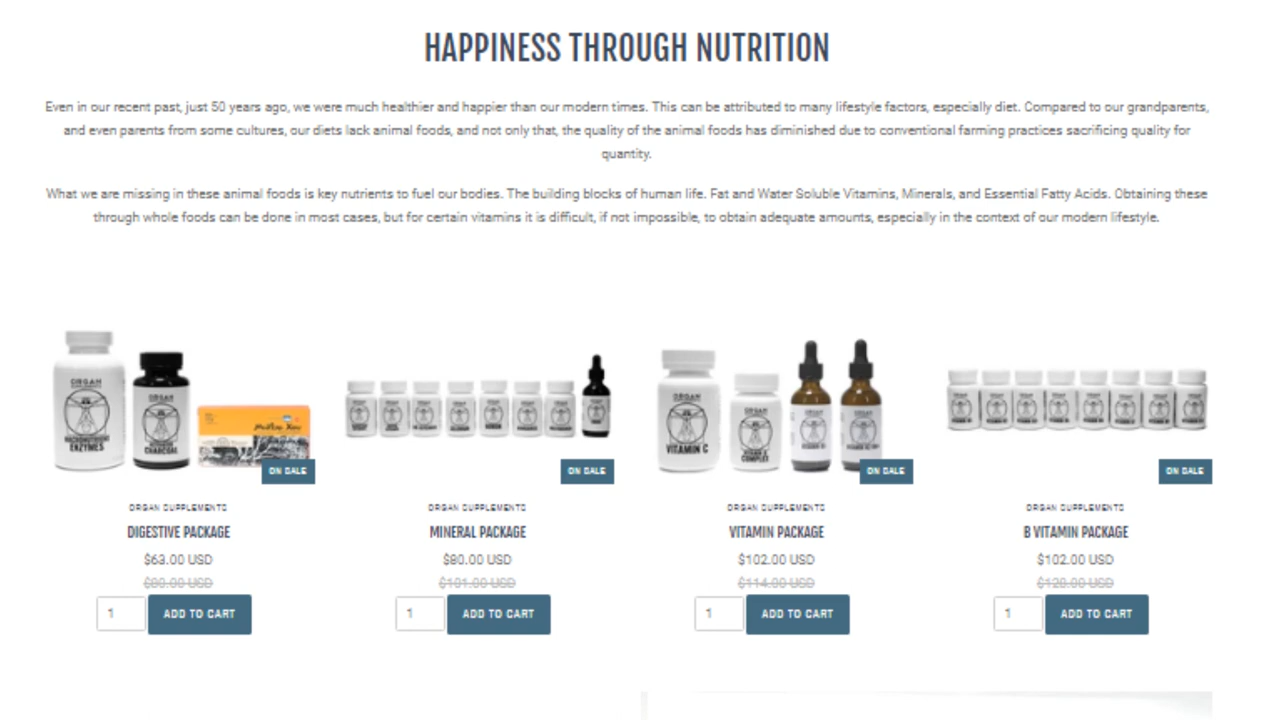 HAPPINESS THROUGH NUTRITION
Even in our recent past, just 50 years ago, we were much healthier and happier than our modern times. This can be attributed to many lifestyle factors, especially diet. Compared to our grandparents,
and even parents from some cultures, our diets lack animal foods, and not only that, the quality of the animal foods has diminished due to conventional farming practices sacrificing quality for
quantity.
What we are missing in these animal foods is key nutrients to fuel our bodies. The building blocks of human life. Fat and Water Soluble Vitamins, Minerals, and Essential Fatty Acids. Obtaining these
through whole foods can be done in most cases, but for certain vitamins it is difficult, if not impossible, to obtain adequate amounts, especially in the context of our modern lifestyle.
ORGAN
ENZYMES
ORGAN
CHARCOAL
ORGAN
VITAMIN C
ORGAN
COMPLEX
ON SALE
ON SALE
ON SALE
ON SALE
ORGAN SUPPLEMENTS
DIGESTIVE PACKAGE
$63.00 USD
$80.00 USD
1
ADD TO CART
ORGAN SUPPLEMENTS
MINERAL PACKAGE
$80.00 USD
$101.00 USD
1
ADD TO CART
ORGAN SUPPLEMENTS
VITAMIN PACKAGE
$102.00 USD
$114.00 USD
1
ADD TO CART
ORGAN SUPPLEMENTS
B VITAMIN PACKAGE
$102.00 USD
$128.00 USD
1
ADD TO CART